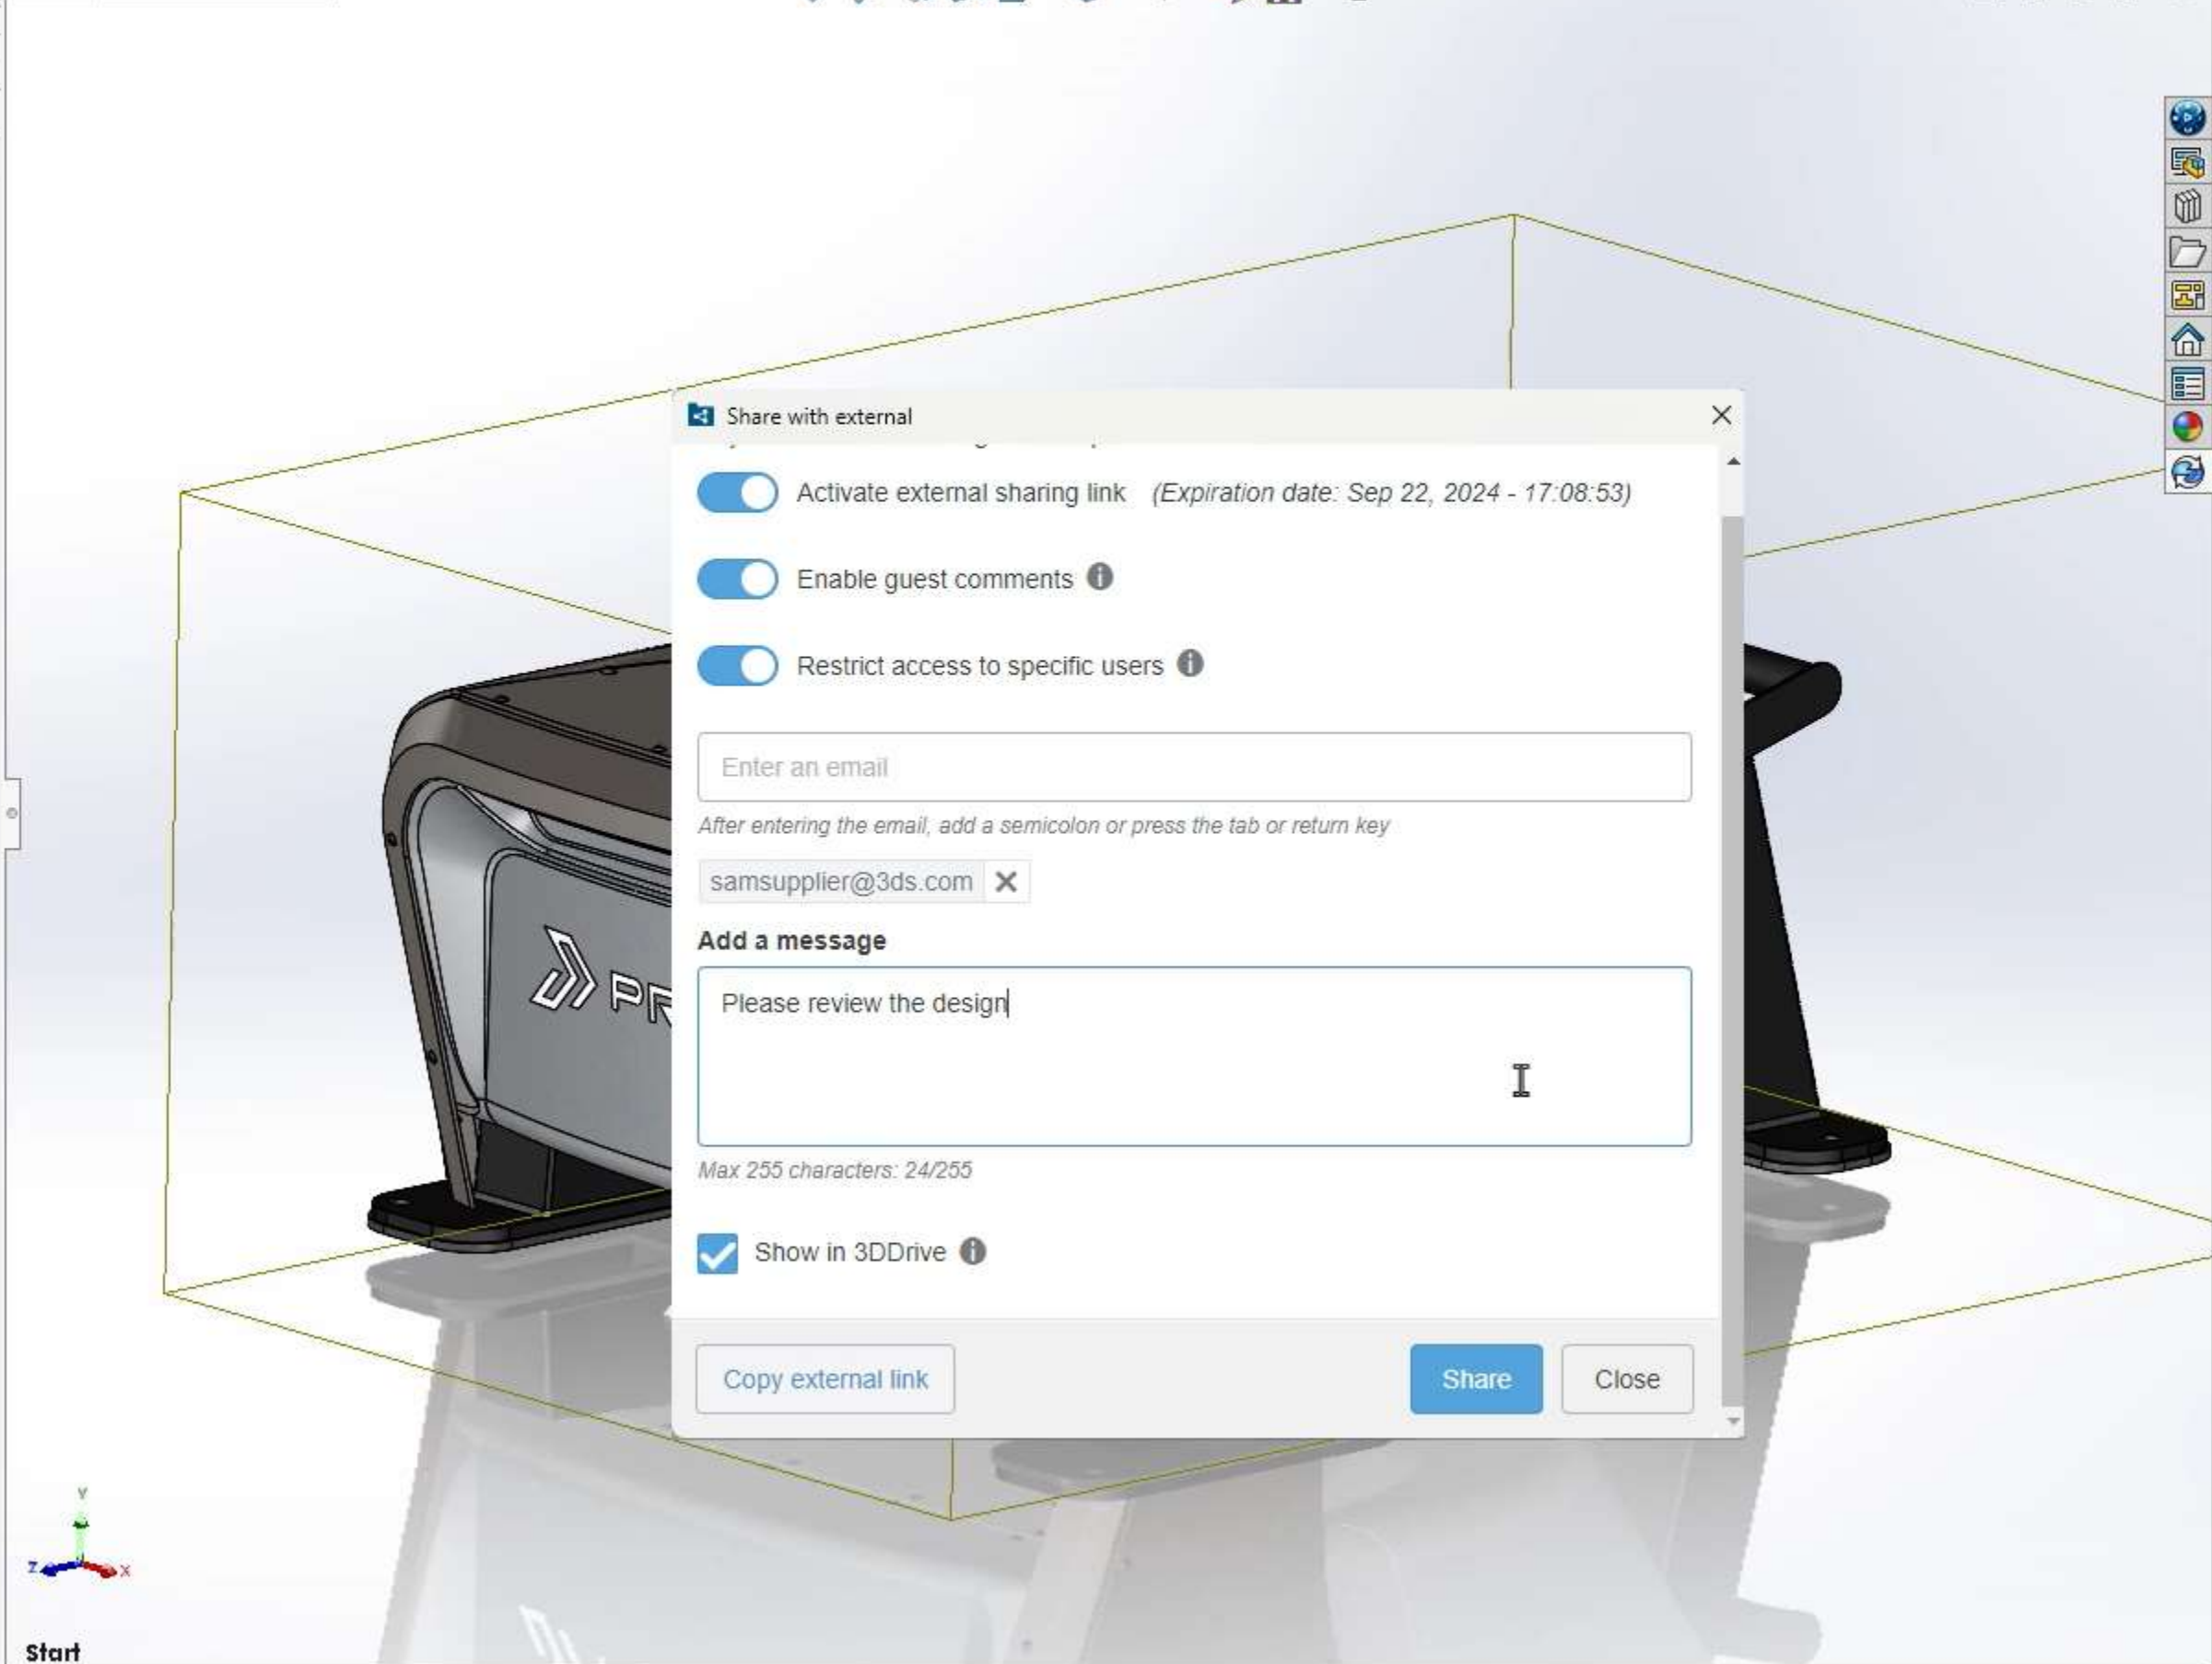 Share with external
Activate external sharing link (Expiration date: Sep 22, 2024 - 17:08:53)
Enable guest comments
Restrict access to specific users
Enter an email
After entering the email, add a semicolon or press the tab or return key
samsupplier@3ds.com
Add a message
PR
Please review the design
Max 255 characters: 24/255
Show in 3DDrive
Copy external link
Share
Close
Y
Z
X
Start